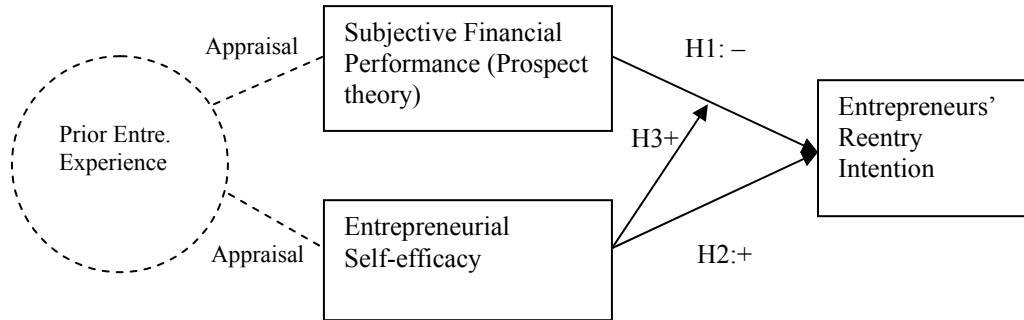 Appraisal
Subjective Financial
Performance (Prospect
theory)
H1: –
Prior Entre.
Experience
H3+
Entrepreneurs’
Reentry
Intention
Appraisal
Entrepreneurial
Self-efficacy
H2:+